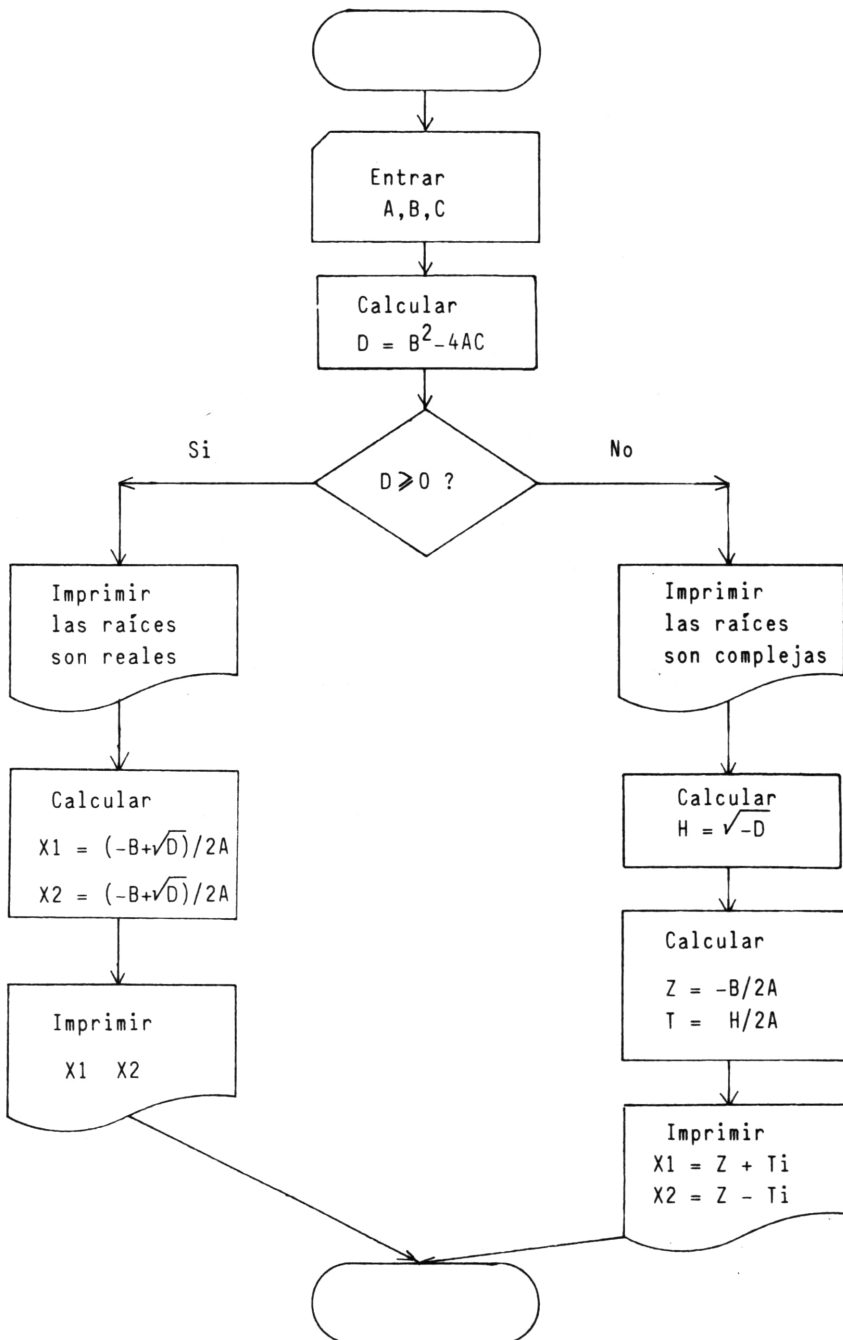 Entrar
A,B,C
Calcular
D = B²-4AC
Si
No
D ⩾ 0 ?
Imprimir
las raíces
son reales
Calcular
X1 = (-B+√D)/2A
X2 = (-B+√D)/2A
Imprimir
X1 X2
Imprimir
las raíces
son complejas
Calcular
H = √-D
Calcular
Z = -B/2A
T = H/2A
Imprimir
X1 = Z + Ti
X2 = Z - Ti